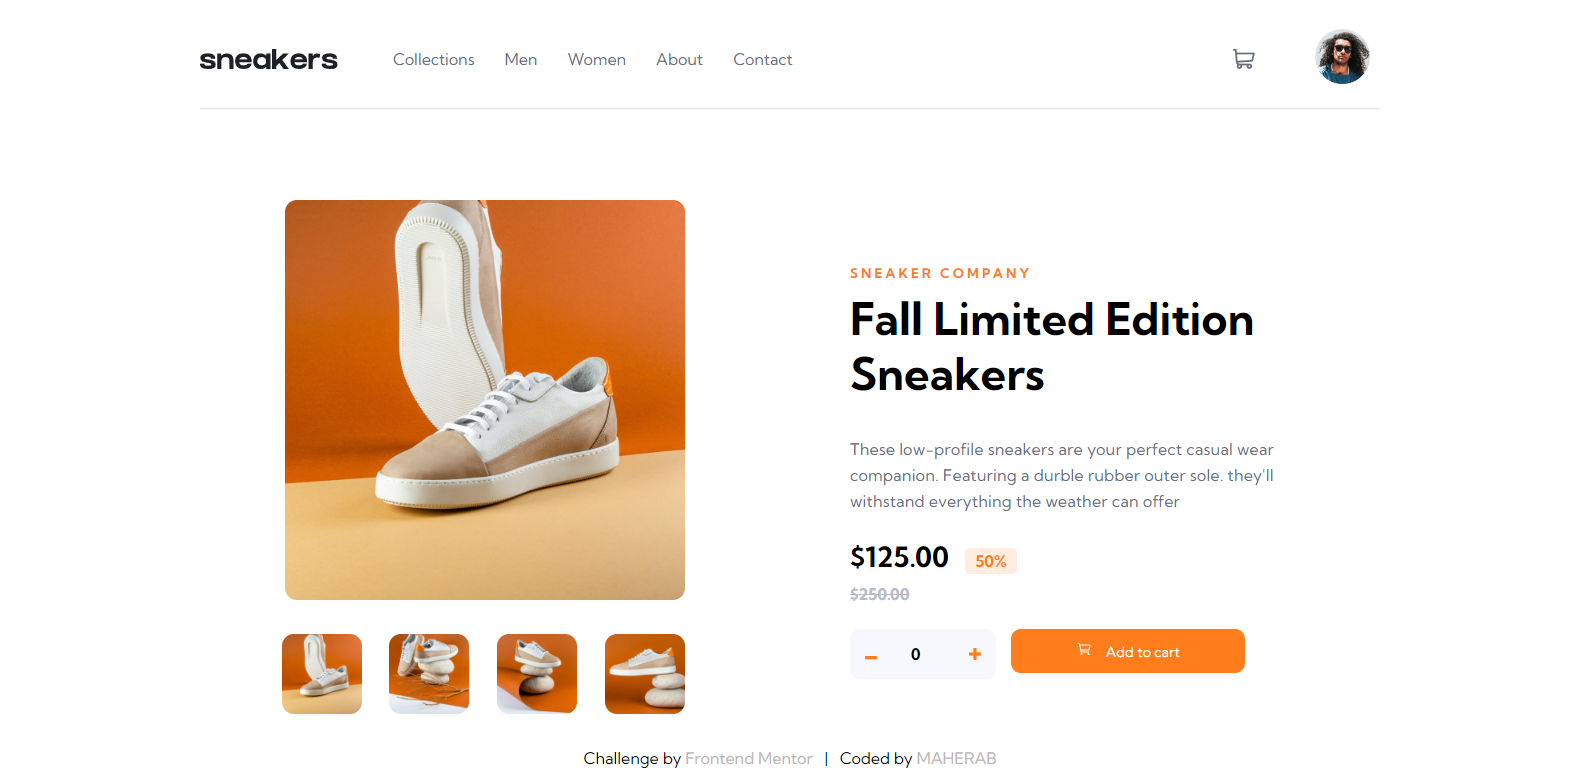 sneakers Collections Men Women About Contact
SNEAKER COMPANY
Fall Limited Edition
Sneakers
These low-profile sneakers are your perfect casual wear
companion. Featuring a durble rubber outer sole. they'll
withstand everything the weather can offer
$125.00 50%
$250.00
0 Add to cart
Challenge by Frontend Mentor | Coded by MAHERAB